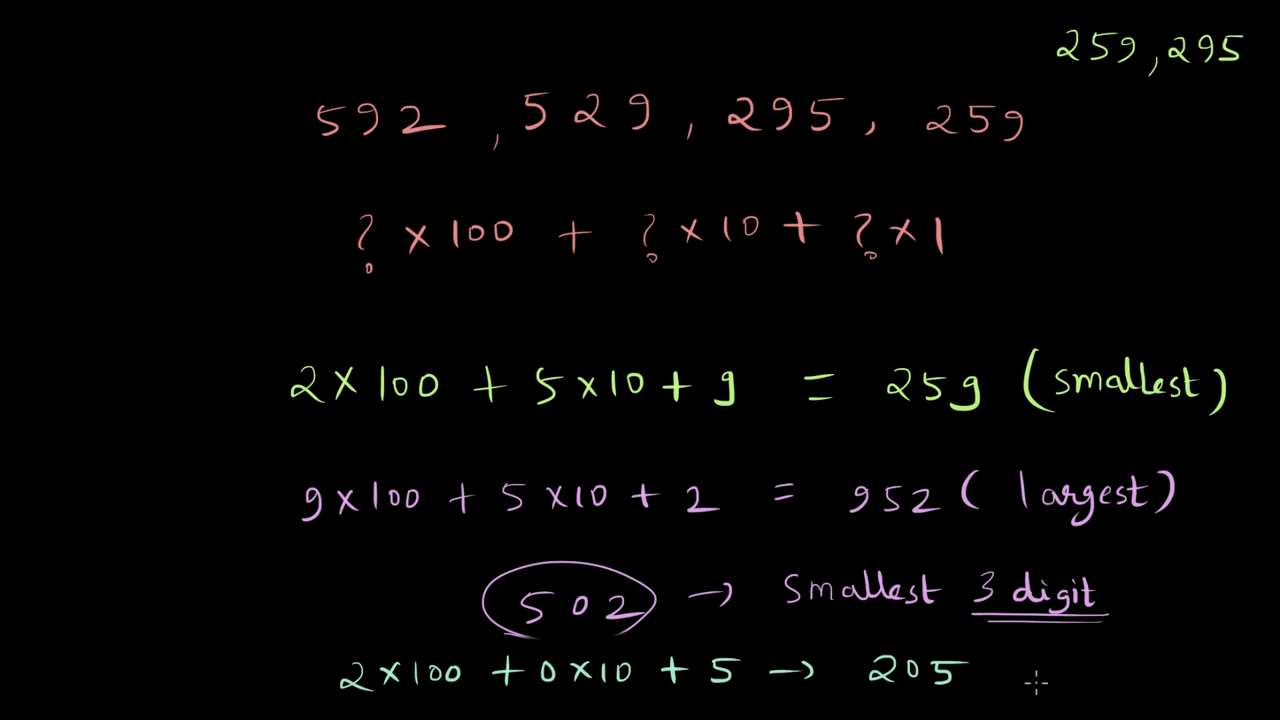 259, 295
592, 529, 295, 259
? × 100 + ? × 10 + ? × 1
2 × 100 + 5 × 10 + 9 = 259 (smallest)
9 × 100 + 5 × 10 + 2 = 952 (largest)
502 → smallest 3 digit
2 × 100 + 0 × 10 + 5 → 205